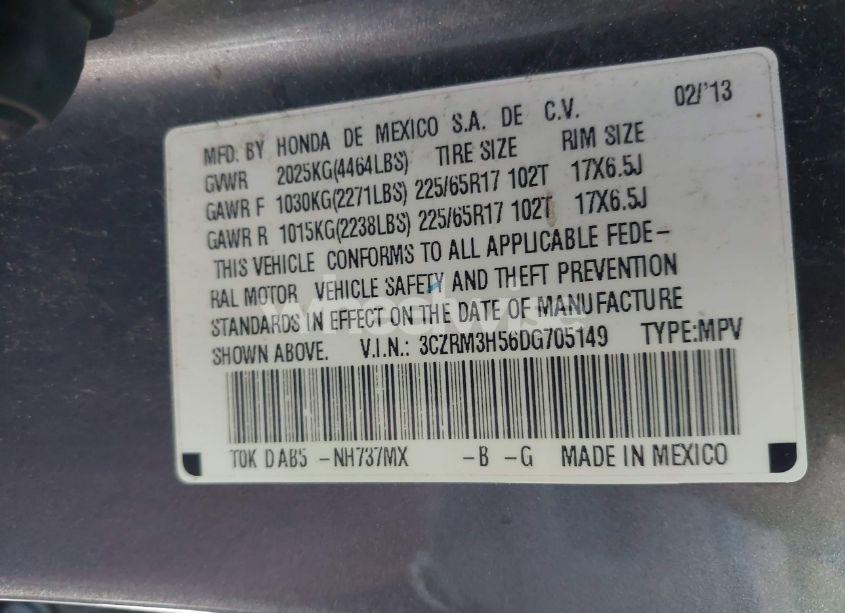 MFD. BY HONDA DE MEXICO S.A. DE C.V. 02/'13
GVWR 2025KG(4464LBS) TIRE SIZE RIM SIZE
GAWR F 1030KG(2271LBS) 225/65R17 102T 17X6.5J
GAWR R 1015KG(2238LBS) 225/65R17 102T 17X6.5J
THIS VEHICLE CONFORMS TO ALL APPLICABLE FEDE-
RAL MOTOR VEHICLE SAFETY AND THEFT PREVENTION
STANDARDS IN EFFECT ON THE DATE OF MANUFACTURE
SHOWN ABOVE. V.I.N.: 3CZRM3H56DG705149 TYPE:MPV
T0K D AB5 -NH737MX -B -G MADE IN MEXICO